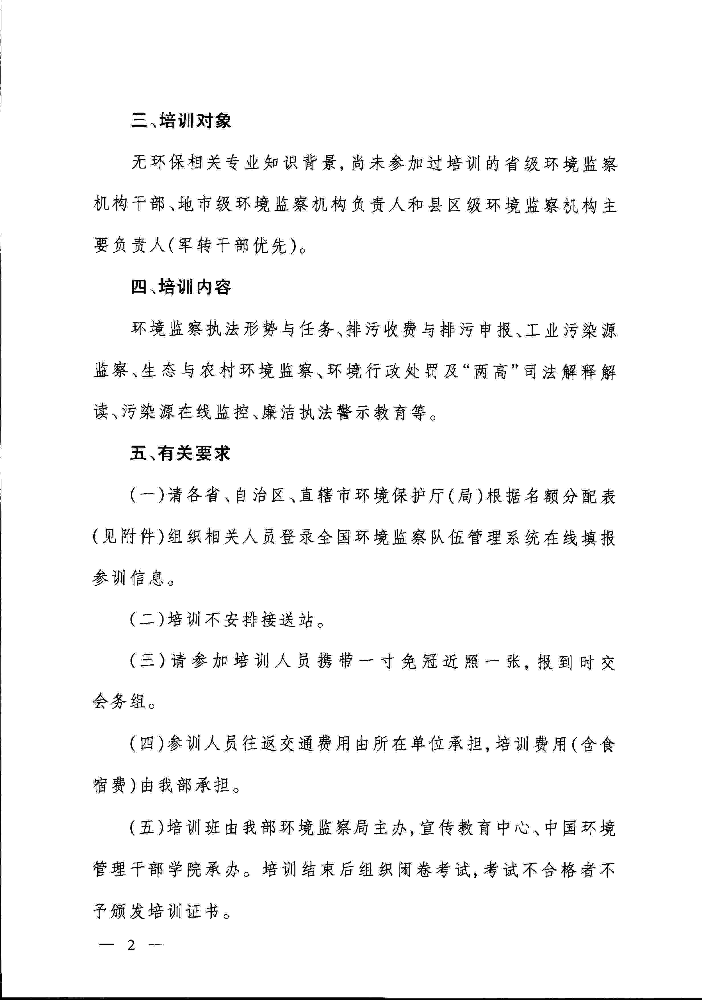 三、培训对象
无环保相关专业知识背景,尚未参加过培训的省级环境监察
机构干部、地市级环境监察机构负责人和县区级环境监察机构主
要负责人(军转干部优先)。
四、培训内容
环境监察执法形势与任务、排污收费与排污申报、工业污染源
监察、生态与农村环境监察、环境行政处罚及“两高”司法解释解
读、污染源在线监控、廉洁执法警示教育等。
五、有关要求
(一)请各省、自治区、直辖市环境保护厅(局)根据名额分配表
(见附件)组织相关人员登录全国环境监察队伍管理系统在线填报
参训信息。
(二)培训不安排接送站。
(三)请参加培训人员携带一寸免冠近照一张,报到时交
会务组。
(四)参训人员往返交通费用由所在单位承担,培训费用(含食
宿费)由我部承担。
(五)培训班由我部环境监察局主办,宣传教育中心、中国环境
管理干部学院承办。培训结束后组织闭卷考试,考试不合格者不
予颁发培训证书。
— 2 —